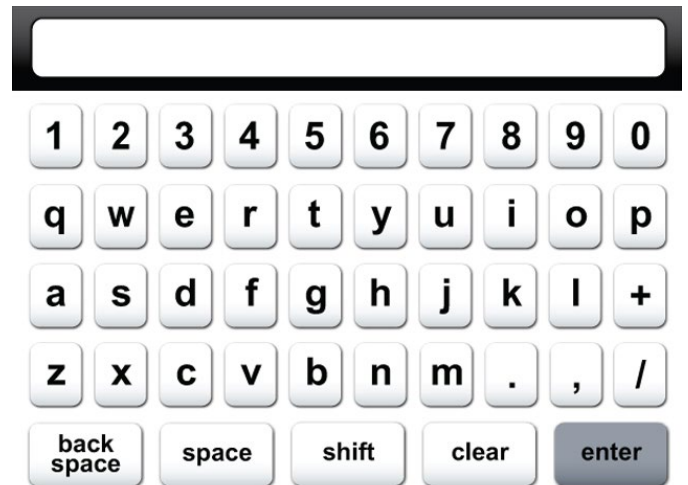 1 2 3 4 5 6 7 8 9 0
q w e r t y u i o p
a s d f g h j k l +
z x c v b n m . , /
back space space shift clear enter